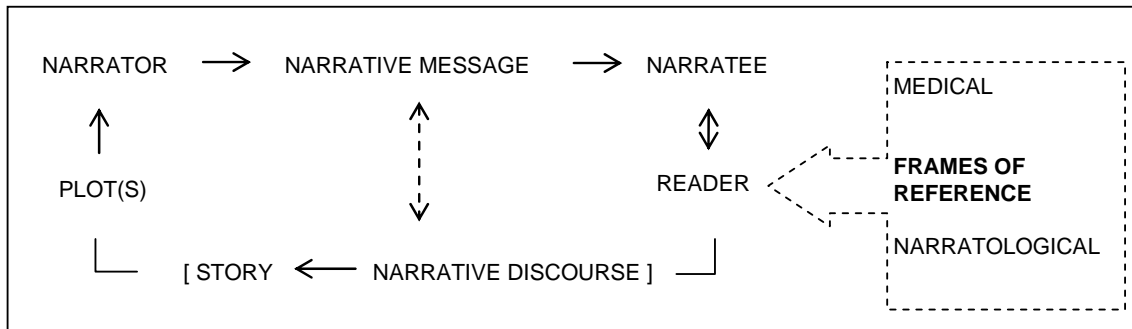 NARRATOR
NARRATIVE MESSAGE
NARRATEE
MEDICAL
PLOT(S)
READER
FRAMES OF
REFERENCE
NARRATOLOGICAL
[ STORY
NARRATIVE DISCOURSE ]